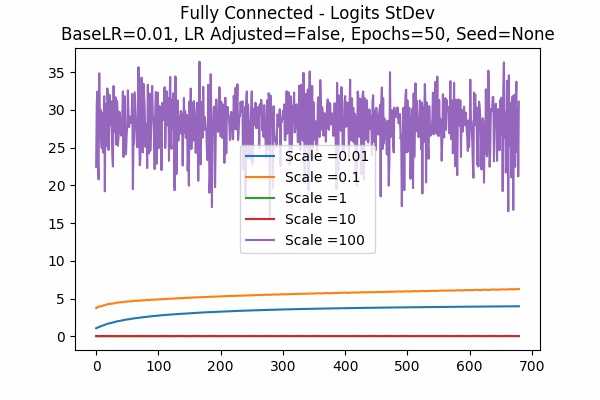 Fully Connected - Logits StDev
BaseLR=0.01, LR Adjusted=False, Epochs=50, Seed=None
35
30
25
20
15
10
5
0
Scale =0.01
Scale =0.1
Scale =1
Scale =10
Scale =100
0 100 200 300 400 500 600 700